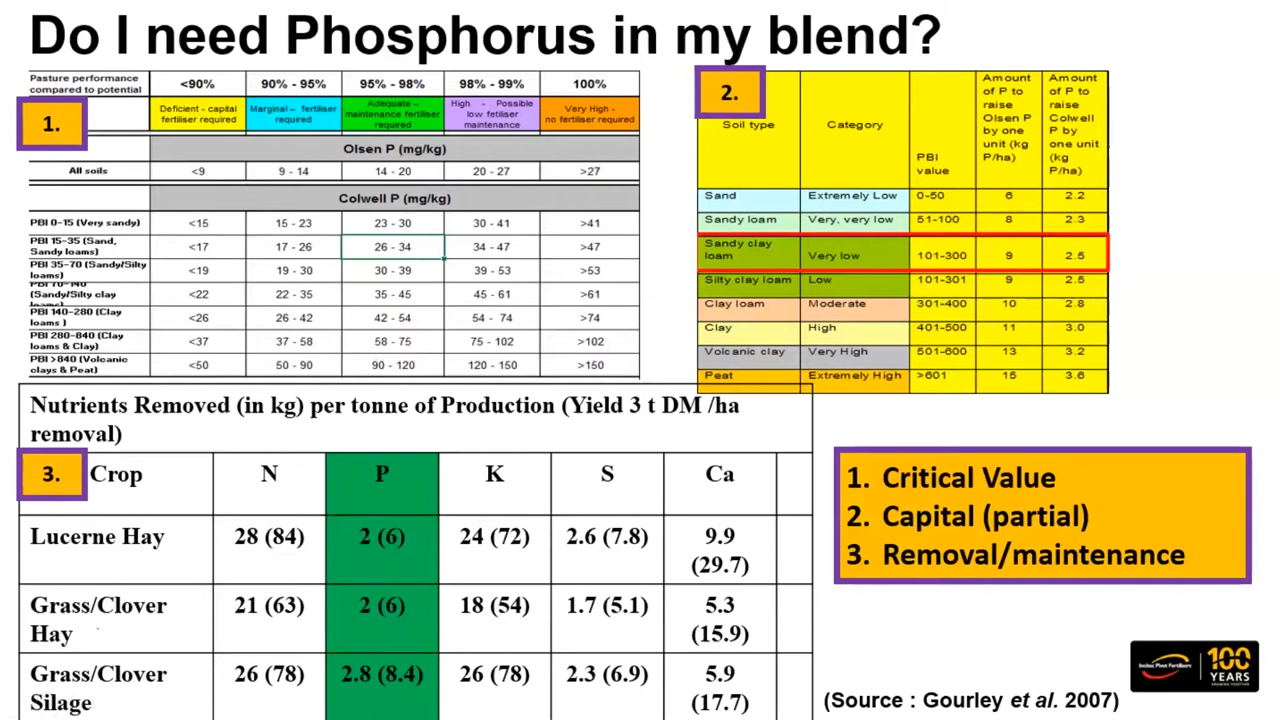 Do I need Phosphorus in my blend?
Pasture performance compared to potential <90% 90% - 95% 95% - 98% 98% - 99% 100%
1. Deficient - capital fertiliser required Marginal – fertiliser required Adequate – maintenance fertiliser required High - Possible low fetiliser maintenance Very High - no fertiliser required
Olsen P (mg/kg)
All soils <9 9 - 14 14 - 20 20 - 27 >27
Colwell P (mg/kg)
PBI 0-15 (Very sandy) <15 15 - 23 23 - 30 30 - 41 >41
PBI 15-35 (Sand, Sandy loams) <17 17 - 26 26 - 34 34 - 47 >47
PBI 35-70 (Sandy/Silty loams) <19 19 - 30 30 - 39 39 - 53 >53
PBI 70-140 (Sandy/Silty clay loams) <22 22 - 35 35 - 45 45 - 61 >61
PBI 140-280 (Clay loams ) <26 26 - 42 42 - 54 54 - 74 >74
PBI 280-840 (Clay loams & Clay) <37 37 - 58 58 - 75 75 - 102 >102
PBI >840 (Volcanic clays & Peat) <50 50 - 90 90 - 120 120 - 150 >150
2.
Soil type Category PBI value Amount of P to raise Olsen P by one unit (kg P/ha) Amount of P to raise Colwell P by one unit (kg P/ha)
Sand Extremely Low 0-50 6 2.2
Sandy loam Very, very low 51-100 8 2.3
Sandy clay loam Very low 101-300 9 2.5
Silty clay loam Low 101-301 9 2.5
Clay loam Moderate 301-400 10 2.8
Clay High 401-500 11 3.0
Volcanic clay Very High 501-600 13 3.2
Peat Extremely High >601 15 3.6
Nutrients Removed (in kg) per tonne of Production (Yield 3 t DM /ha removal)
3. Crop N P K S Ca
Lucerne Hay 28 (84) 2 (6) 24 (72) 2.6 (7.8) 9.9 (29.7)
Grass/Clover Hay 21 (63) 2 (6) 18 (54) 1.7 (5.1) 5.3 (15.9)
Grass/Clover Silage 26 (78) 2.8 (8.4) 26 (78) 2.3 (6.9) 5.9 (17.7)
1. Critical Value
2. Capital (partial)
3. Removal/maintenance
Incitec Pivot Fertilisers
100 YEARS
(Source : Gourley et al. 2007)